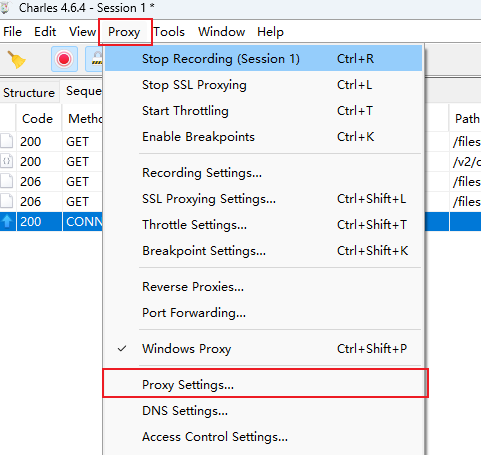 Charles 4.6.4 - Session 1 *
File Edit View Proxy Tools Window Help
Stop Recording (Session 1) Ctrl+R
Stop SSL Proxying Ctrl+L
Start Throttling Ctrl+T
Enable Breakpoints Ctrl+K
Recording Settings...
SSL Proxying Settings... Ctrl+Shift+L
Throttle Settings... Ctrl+Shift+T
Breakpoint Settings... Ctrl+Shift+K
Reverse Proxies...
Port Forwarding...
✓ Windows Proxy Ctrl+Shift+P
Proxy Settings...
DNS Settings...
Access Control Settings...
Structure Seque
Code Metho Path
200 GET /files
200 GET /v2/c
206 GET /files
206 GET /files
200 CONN